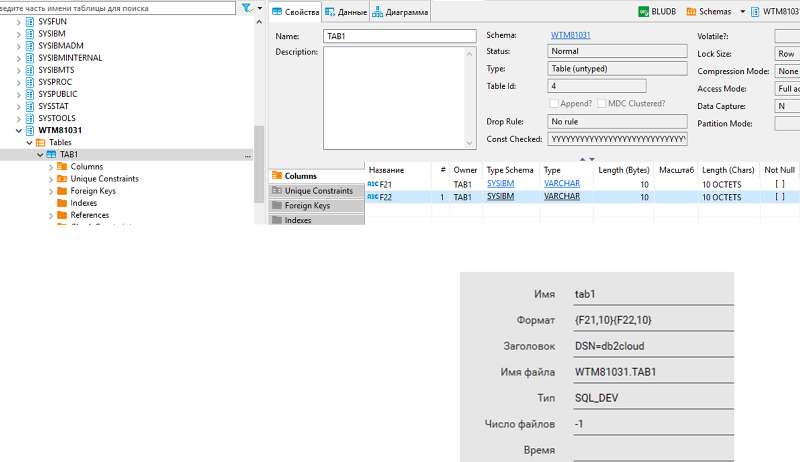 ведите часть имени таблицы для поиска
SYSFUN
SYSIBM
SYSIBMADM
SYSIBMINTERNAL
SYSIBMTS
SYSPROC
SYSPUBLIC
SYSSTAT
SYSTOOLS
WTM81031
Tables
TAB1 ...
Columns
Unique Constraints
Foreign Keys
Indexes
References
Свойства Данные Диаграмма BLUDB Schemas WTM81031
Name: TAB1
Description:
Schema: WTM81031
Status: Normal
Type: Table (untyped)
Table Id: 4
Append? MDC Clustered?
Drop Rule: No rule
Const Checked: YYYYYYYYYYYYYYYYYYYYYYYYYYYYYYYY
Volatile?:
Lock Size: Row
Compression Mode: None
Access Mode: Full ac
Data Capture: N
Partition Mode:
Columns
Unique Constraints
Foreign Keys
Indexes
Название # Owner Type Schema Type Length (Bytes) Масштаб Length (Chars) Not Null
ABC F21 TAB1 SYSIBM VARCHAR 10 10 OCTETS [ ]
ABC F22 1 TAB1 SYSIBM VARCHAR 10 10 OCTETS [ ]
Имя tab1
Формат {F21,10}{F22,10}
Заголовок DSN=db2cloud
Имя файла WTM81031.TAB1
Тип SQL_DEV
Число файлов -1
Время